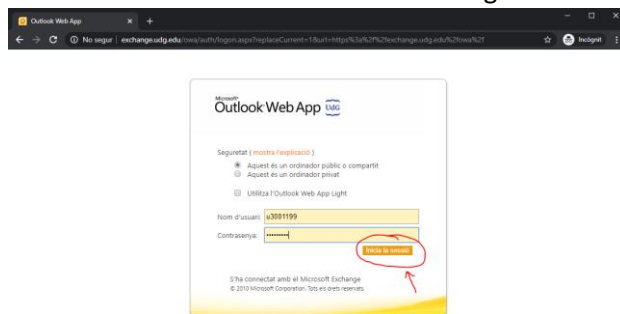 Outlook Web App
No segur exchange.udg.edu/owa/auth/logon.aspx?replaceCurrent=1&url=https%3a%2f%2fexchange.udg.edu%2fowa%2f
Incògnit
Microsoft
Outlook Web App UdG
Seguretat ( mostra l'explicació )
Aquest és un ordinador públic o compartit
Aquest és un ordinador privat
Utilitza l'Outlook Web App Light
Nom d'usuari: u3001199
Contrasenya: •••••••••
Inicia la sessió
S'ha connectat amb el Microsoft Exchange
© 2010 Microsoft Corporation. Tots els drets reservats.